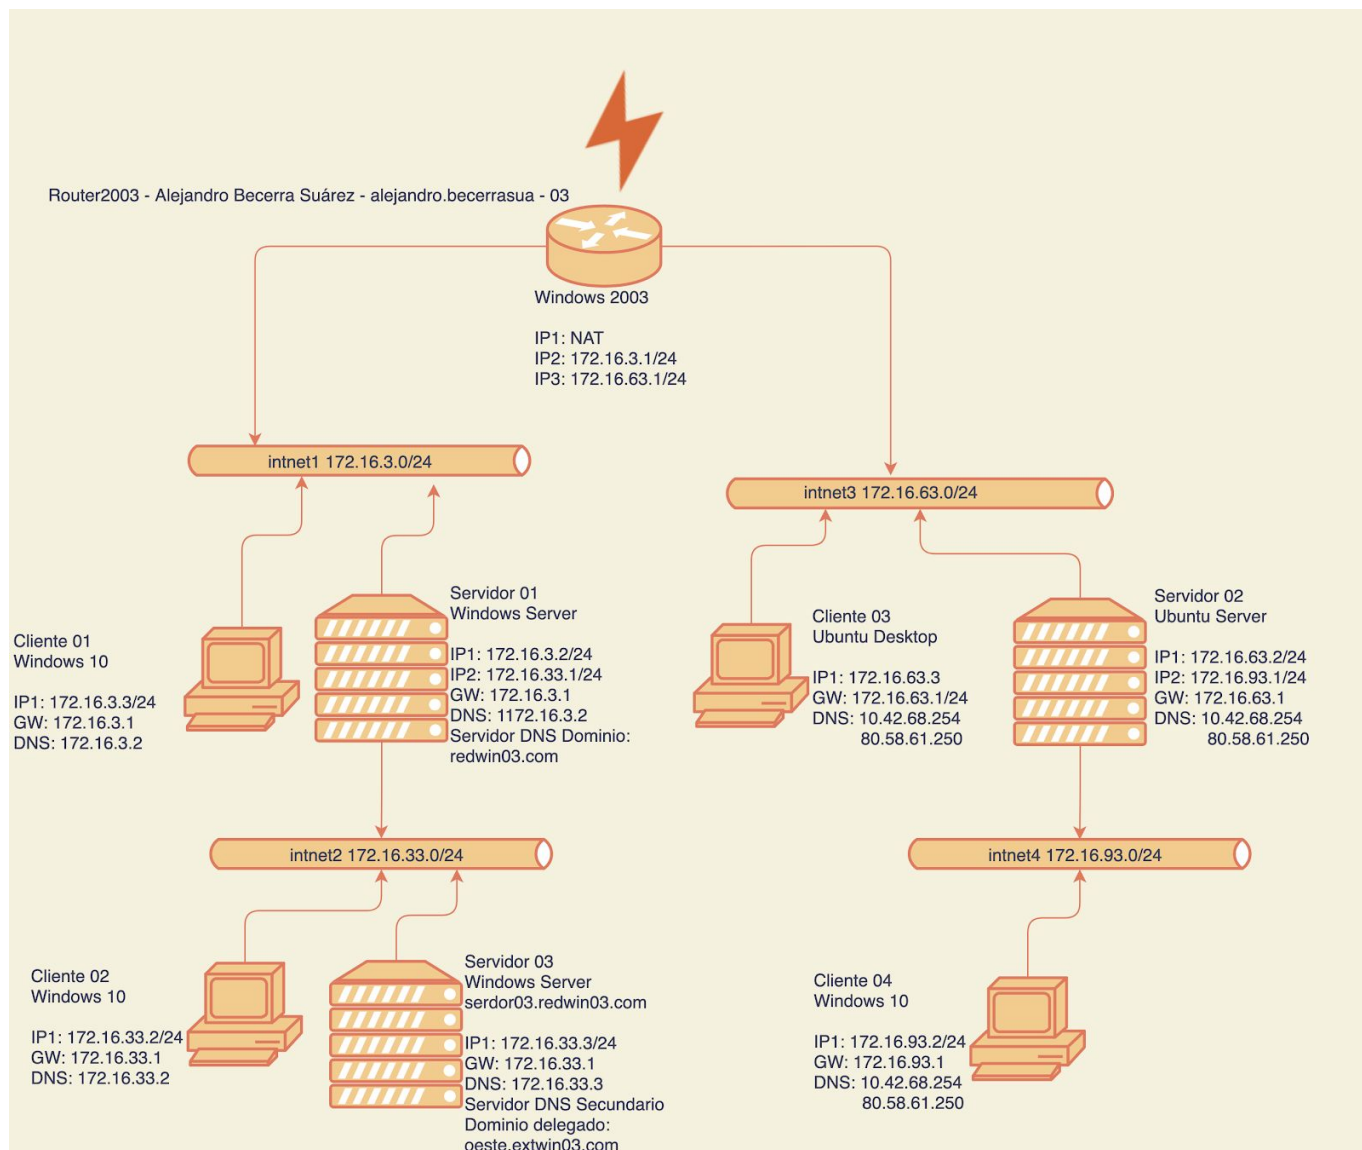 Router2003 - Alejandro Becerra Suárez - alejandro.becerrasua - 03
Windows 2003
IP1: NAT
IP2: 172.16.3.1/24
IP3: 172.16.63.1/24
intnet1 172.16.3.0/24
intnet3 172.16.63.0/24
Cliente 01
Windows 10
IP1: 172.16.3.3/24
GW: 172.16.3.1
DNS: 172.16.3.2
Servidor 01
Windows Server
IP1: 172.16.3.2/24
IP2: 172.16.33.1/24
GW: 172.16.3.1
DNS: 1172.16.3.2
Servidor DNS Dominio:
redwin03.com
Cliente 03
Ubuntu Desktop
IP1: 172.16.63.3
GW: 172.16.63.1/24
DNS: 10.42.68.254
80.58.61.250
Servidor 02
Ubuntu Server
IP1: 172.16.63.2/24
IP2: 172.16.93.1/24
GW: 172.16.63.1
DNS: 10.42.68.254
80.58.61.250
intnet2 172.16.33.0/24
intnet4 172.16.93.0/24
Cliente 02
Windows 10
IP1: 172.16.33.2/24
GW: 172.16.33.1
DNS: 172.16.33.2
Servidor 03
Windows Server
serdor03.redwin03.com
IP1: 172.16.33.3/24
GW: 172.16.33.1
DNS: 172.16.33.3
Servidor DNS Secundario
Dominio delegado:
oeste.extwin03.com
Cliente 04
Windows 10
IP1: 172.16.93.2/24
GW: 172.16.93.1
DNS: 10.42.68.254
80.58.61.250